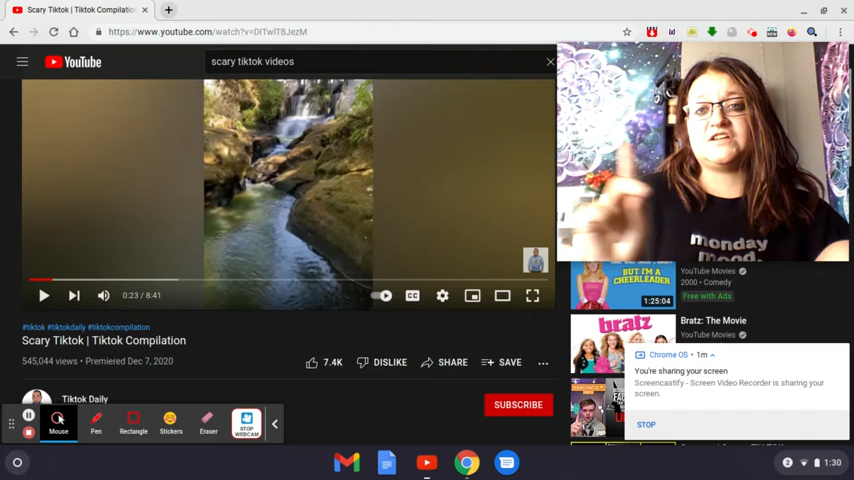 Scary Tiktok | Tiktok Compilatio
https://www.youtube.com/watch?v=DITwlT8JezM
YouTube
scary tiktok videos
monday
mood.
0:23 / 8:41
CC
BUT I'M A
CHEERLEADER
1:25:04
YouTube Movies
2000 • Comedy
Free with Ads
bratz
Bratz: The Movie
YouTube Movies
#tiktok #tiktokdaily #tiktokcompilation
Scary Tiktok | Tiktok Compilation
545,044 views • Premiered Dec 7, 2020
7.4K
DISLIKE
SHARE
SAVE
Tiktok Daily
SUBSCRIBE
Chrome OS • 1m
You're sharing your screen
Screencastify - Screen Video Recorder is sharing your
screen.
STOP
Mouse
Pen
Rectangle
Stickers
Eraser
STOP
WEBCAM
2
1:30